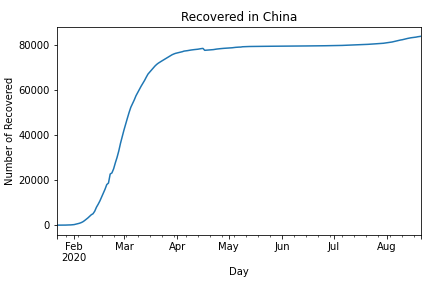 Recovered in China
Number of Recovered
80000
60000
40000
20000
0
Feb Mar Apr May Jun Jul Aug
2020
Day